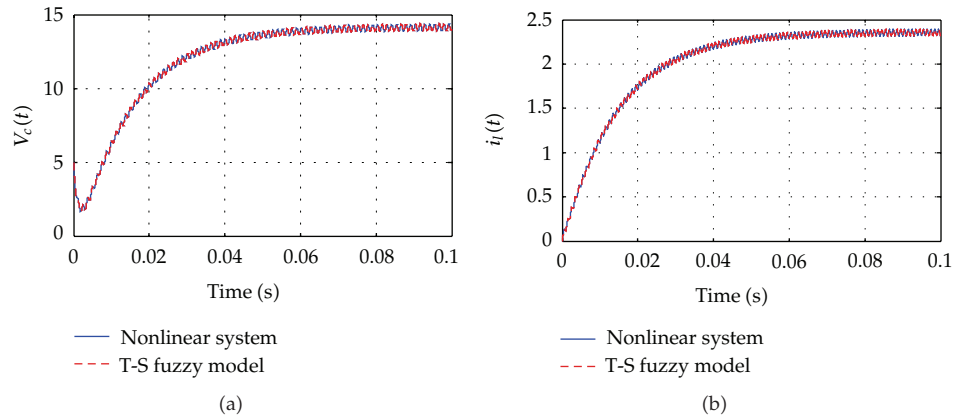 15
10
5
0
V_c(t)
0
0.02
0.04
0.06
0.08
0.1
Time (s)
Nonlinear system
T-S fuzzy model
(a)
2.5
2
1.5
1
0.5
0
i_l(t)
0
0.02
0.04
0.06
0.08
0.1
Time (s)
Nonlinear system
T-S fuzzy model
(b)